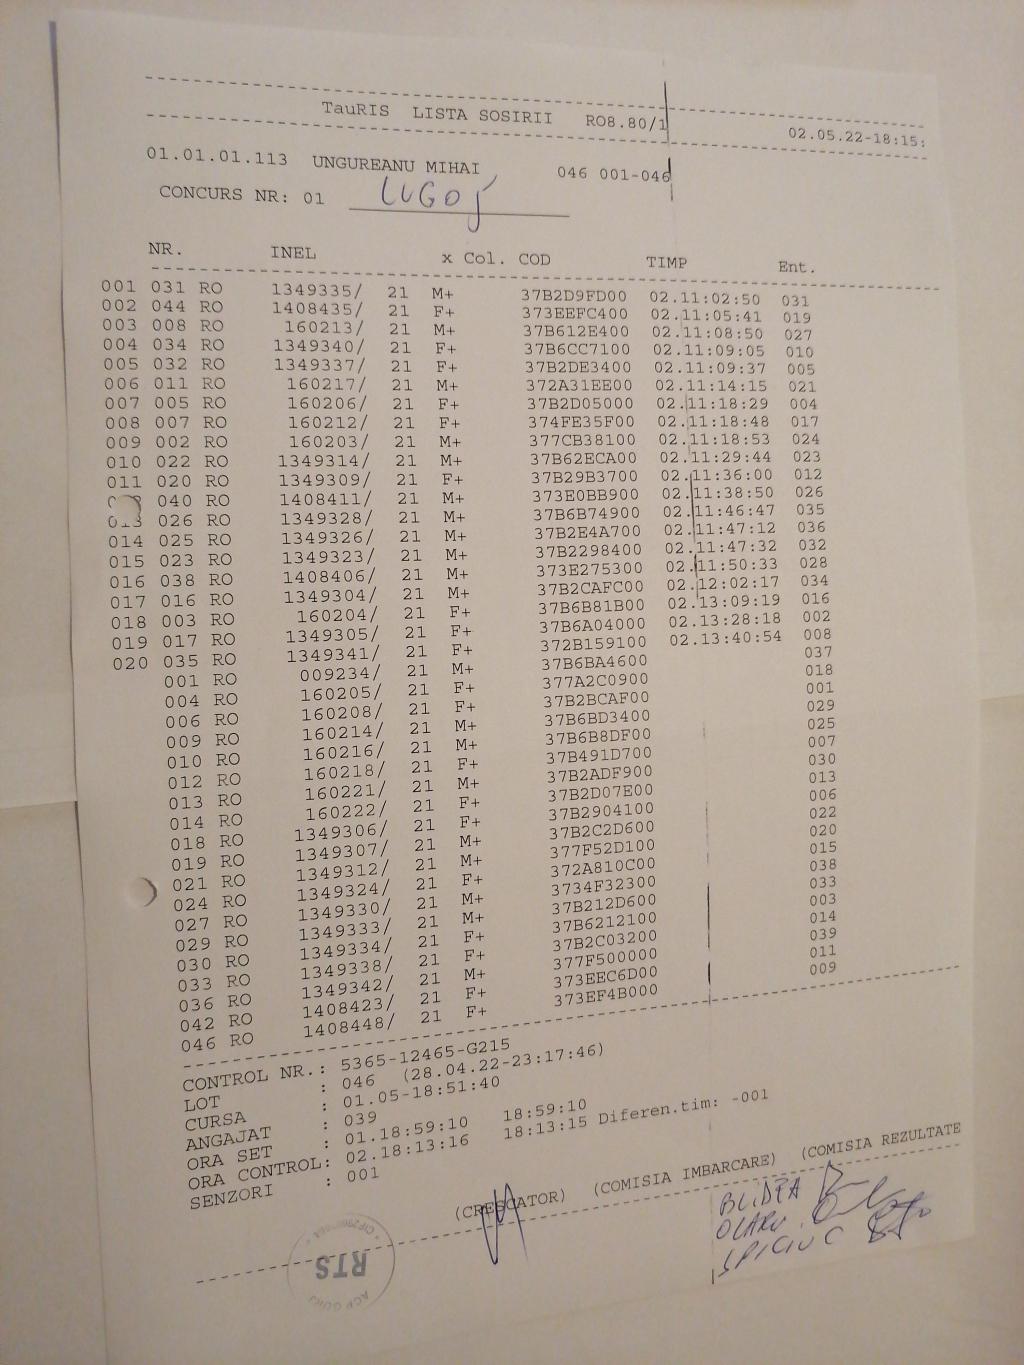 TauRIS LISTA SOSIRII RO8.80/1 02.05.22-18:15:
01.01.01.113 UNGUREANU MIHAI 046 001-046
CONCURS NR: 01 LUGOJ
NR. INEL x Col. COD TIMP Ent.
001 031 RO 1349335/ 21 M+ 37B2D9FD00 02.11:02:50 031
002 044 RO 1408435/ 21 F+ 373EEFC400 02.11:05:41 019
003 008 RO 160213/ 21 M+ 37B612E400 02.11:08:50 027
004 034 RO 1349340/ 21 F+ 37B6CC7100 02.11:09:05 010
005 032 RO 1349337/ 21 F+ 37B2DE3400 02.11:09:37 005
006 011 RO 160217/ 21 M+ 372A31EE00 02.11:14:15 021
007 005 RO 160206/ 21 F+ 37B2D05000 02.11:18:29 004
008 007 RO 160212/ 21 F+ 374FE35F00 02.11:18:48 017
009 002 RO 160203/ 21 M+ 377CB38100 02.11:18:53 024
010 022 RO 1349314/ 21 M+ 37B62ECA00 02.11:29:44 023
011 020 RO 1349309/ 21 F+ 37B29B3700 02.11:36:00 012
040 RO 1408411/ 21 M+ 373E0BB900 02.11:38:50 026
013 026 RO 1349328/ 21 M+ 37B6B74900 02.11:46:47 035
014 025 RO 1349326/ 21 M+ 37B2E4A700 02.11:47:12 036
015 023 RO 1349323/ 21 M+ 37B2298400 02.11:47:32 032
016 038 RO 1408406/ 21 M+ 373E275300 02.11:50:33 028
017 016 RO 1349304/ 21 M+ 37B2CAFC00 02.12:02:17 034
018 003 RO 160204/ 21 F+ 37B6B81B00 02.13:09:19 016
019 017 RO 1349305/ 21 F+ 37B6A04000 02.13:28:18 002
020 035 RO 1349341/ 21 F+ 372B159100 02.13:40:54 008
001 RO 009234/ 21 M+ 37B6BA4600 037
004 RO 160205/ 21 F+ 377A2C0900 018
006 RO 160208/ 21 F+ 37B2BCAF00 001
009 RO 160214/ 21 M+ 37B6BD3400 029
010 RO 160216/ 21 M+ 37B6B8DF00 025
012 RO 160218/ 21 F+ 37B491D700 007
013 RO 160221/ 21 M+ 37B2ADF900 030
014 RO 160222/ 21 F+ 37B2D07E00 013
018 RO 1349306/ 21 F+ 37B2904100 006
019 RO 1349307/ 21 M+ 37B2C2D600 022
021 RO 1349312/ 21 M+ 377F52D100 020
024 RO 1349324/ 21 F+ 372A810C00 015
027 RO 1349330/ 21 M+ 3734F32300 038
029 RO 1349333/ 21 M+ 37B212D600 033
030 RO 1349334/ 21 F+ 37B6212100 003
033 RO 1349338/ 21 F+ 37B2C03200 014
036 RO 1349342/ 21 M+ 377F500000 039
042 RO 1408423/ 21 F+ 373EEC6D00 011
046 RO 1408448/ 21 F+ 373EF4B000 009
CONTROL NR.: 5365-12465-G215
LOT : 046 (28.04.22-23:17:46)
CURSA : 01.05-18:51:40
ANGAJAT : 039
ORA SET : 01.18:59:10 18:59:10
ORA CONTROL: 02.18:13:16 18:13:15 Diferen.tim: -001
SENZORI : 001
(CRESCATOR) (COMISIA IMBARCARE) (COMISIA REZULTATE
OLARU
SPICIUC
RTS